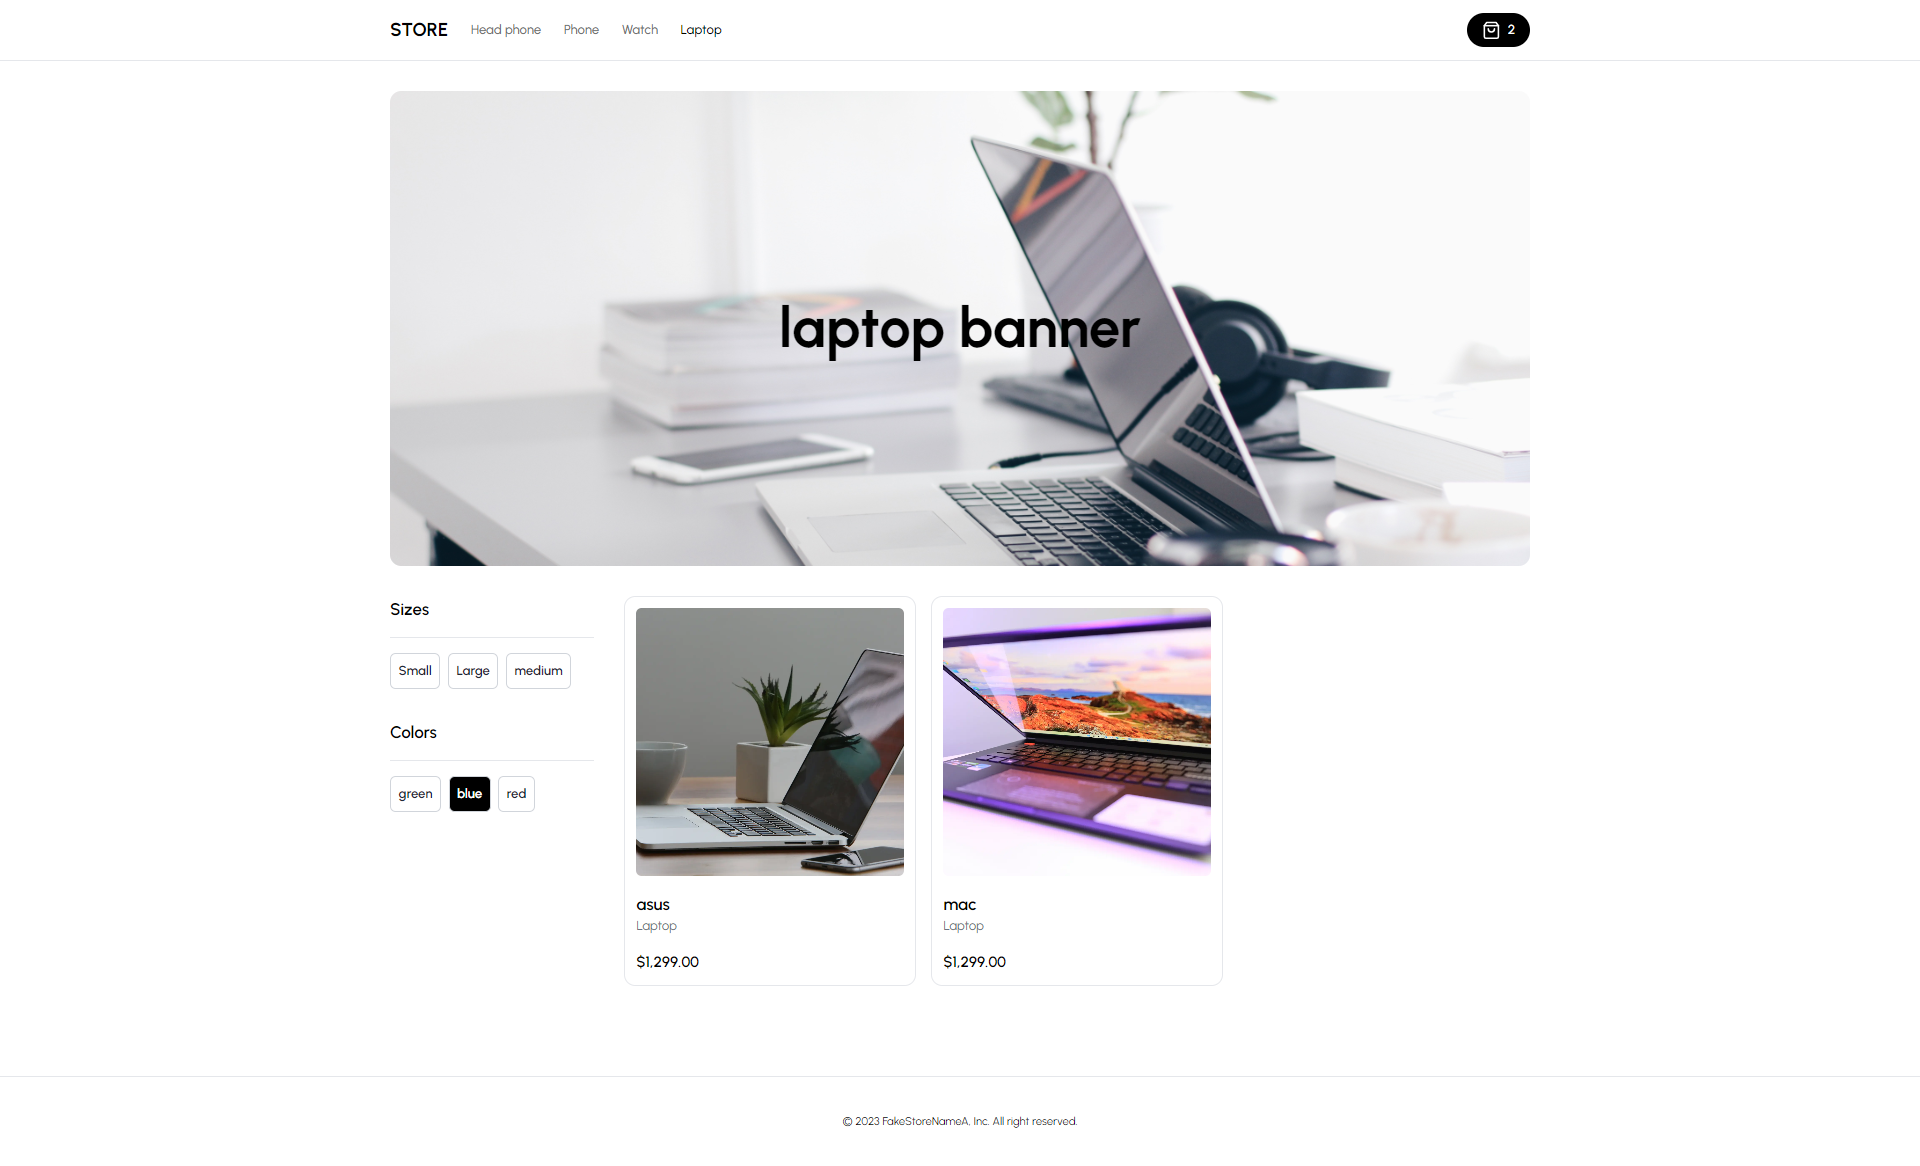 STORE Head phone Phone Watch Laptop 2
laptop banner
Sizes
Small Large medium
Colors
green blue red
asus
Laptop
$1,299.00
mac
Laptop
$1,299.00
© 2023 FakeStoreNameA, Inc. All right reserved.